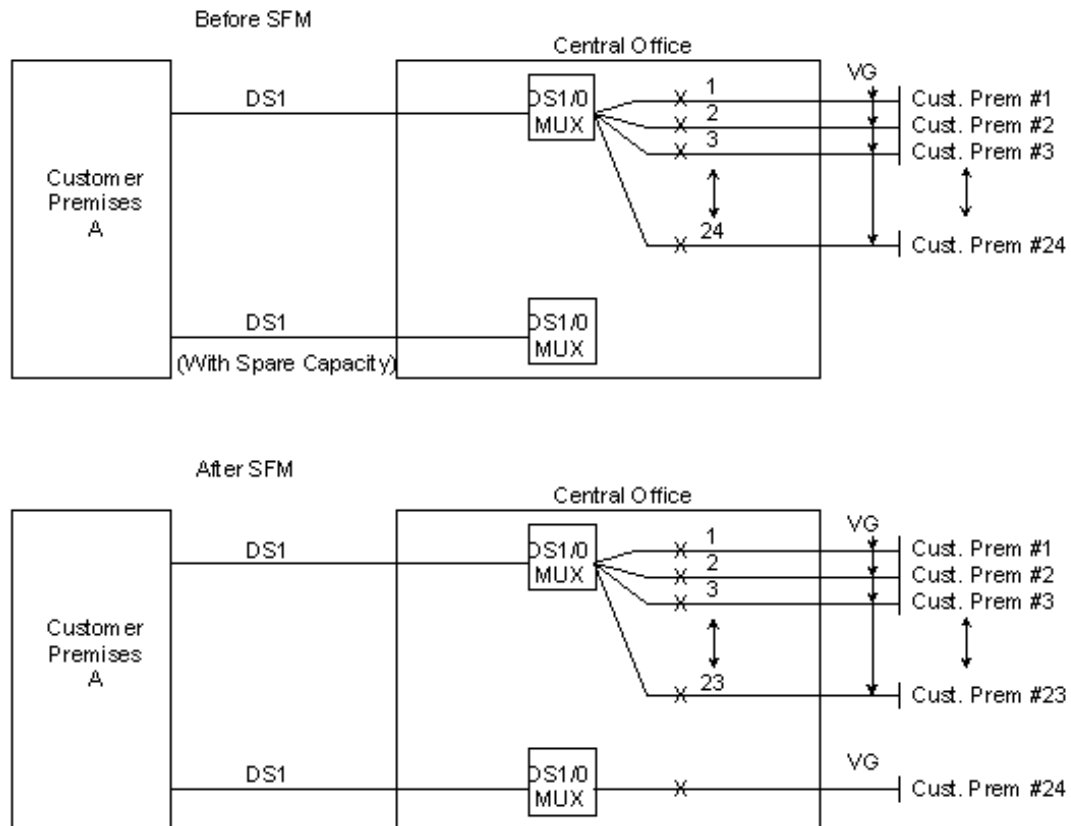 Before SFM
Central Office
VG
DS1
DS1/0
MUX
1
2
3
24
Cust. Prem #1
Cust. Prem #2
Cust. Prem #3
Cust. Prem #24
Customer
Premises
A
DS1
(With Spare Capacity)
DS1/0
MUX
After SFM
Central Office
VG
DS1
DS1/0
MUX
1
2
3
23
Cust. Prem #1
Cust. Prem #2
Cust. Prem #3
Cust. Prem #23
Customer
Premises
A
DS1
DS1/0
MUX
VG
Cust. Prem #24